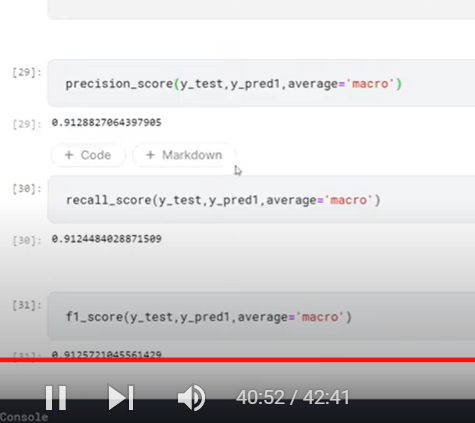 [29]:
precision_score(y_test,y_pred1,average='macro')
[29]: 0.9128827064397905
+ Code + Markdown
[30]:
recall_score(y_test,y_pred1,average='macro')
[30]: 0.9124484028871509
[31]:
f1_score(y_test,y_pred1,average='macro')
[31]: 0.9125721045561429
40:52 / 42:41
Console